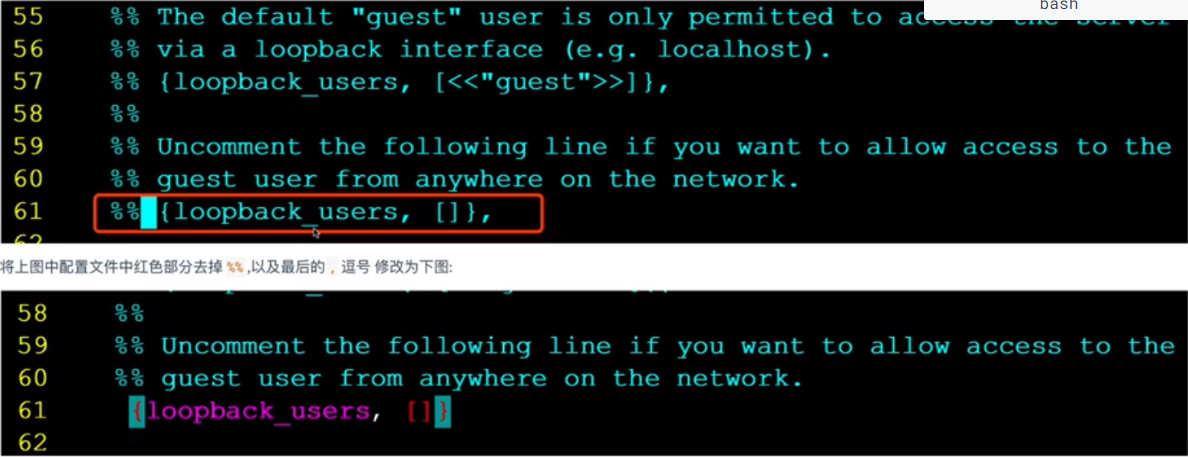 bash
55 %% The default "guest" user is only permitted to access the server
56 %% via a loopback interface (e.g. localhost).
57 %% {loopback_users, [<<"guest">>]},
58 %%
59 %% Uncomment the following line if you want to allow access to the
60 %% guest user from anywhere on the network.
61 %% {loopback_users, []},
62
将上图中配置文件中红色部分去掉 %% ,以及最后的 , 逗号 修改为下图:
58 %%
59 %% Uncomment the following line if you want to allow access to the
60 %% guest user from anywhere on the network.
61 {loopback_users, []}
62